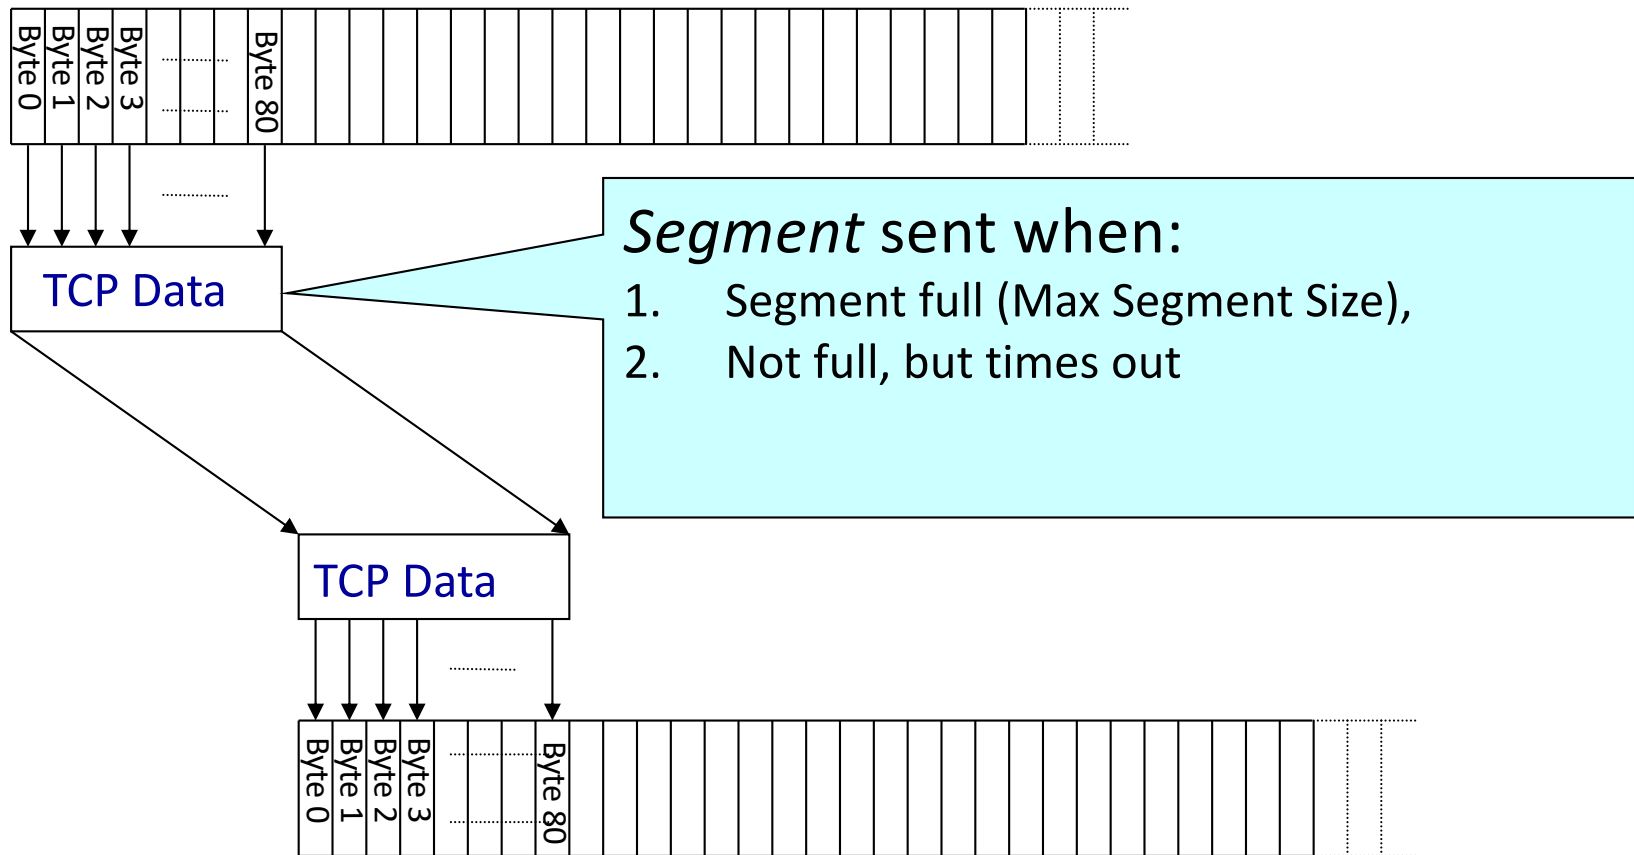 Byte 0
Byte 1
Byte 2
Byte 3
Byte 80
TCP Data
Segment sent when:
1. Segment full (Max Segment Size),
2. Not full, but times out
TCP Data
Byte 0
Byte 1
Byte 2
Byte 3
Byte 80